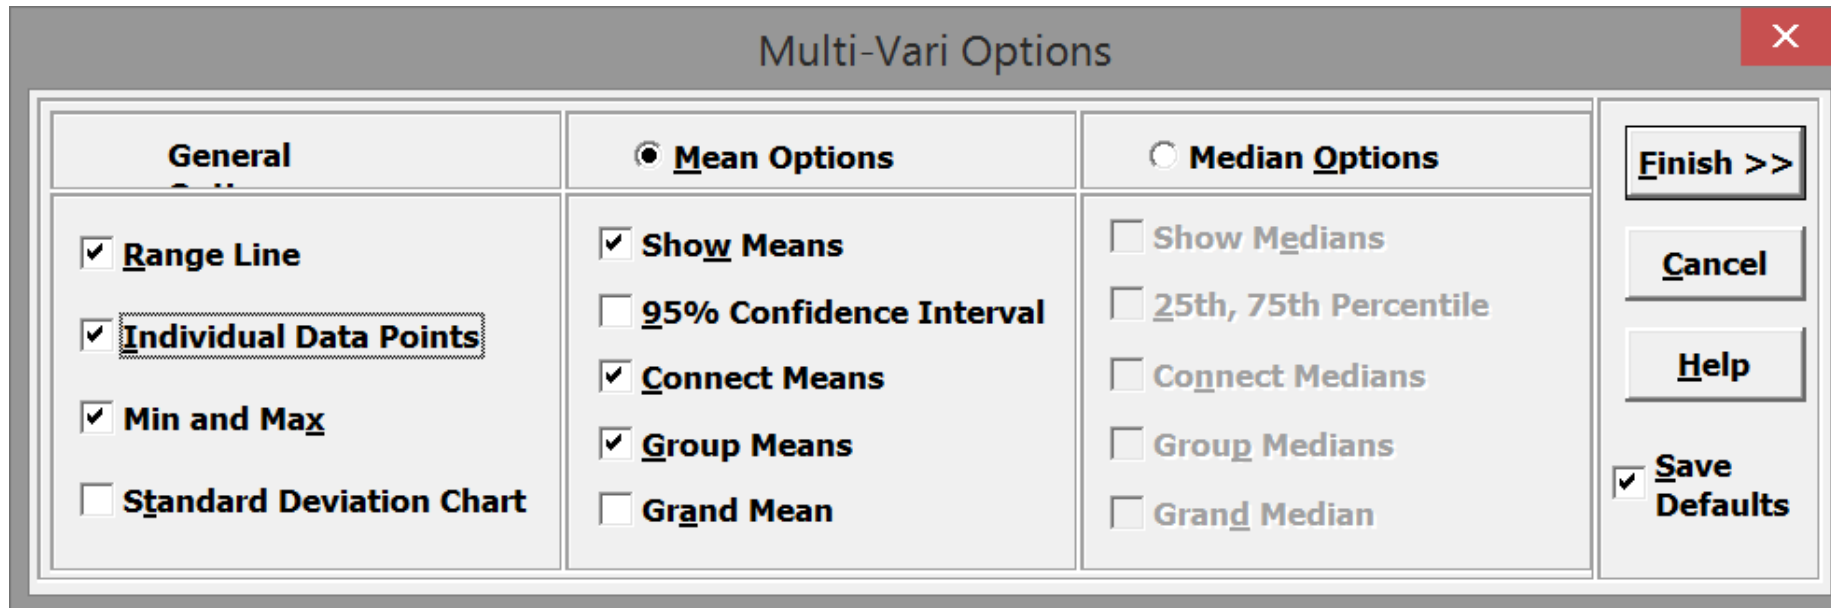 Multi-Vari Options
General
Mean Options
Median Options
Finish >>
Range Line
Individual Data Points
Min and Max
Standard Deviation Chart
Show Means
95% Confidence Interval
Connect Means
Group Means
Grand Mean
Show Medians
25th, 75th Percentile
Connect Medians
Group Medians
Grand Median
Cancel
Help
Save
Defaults